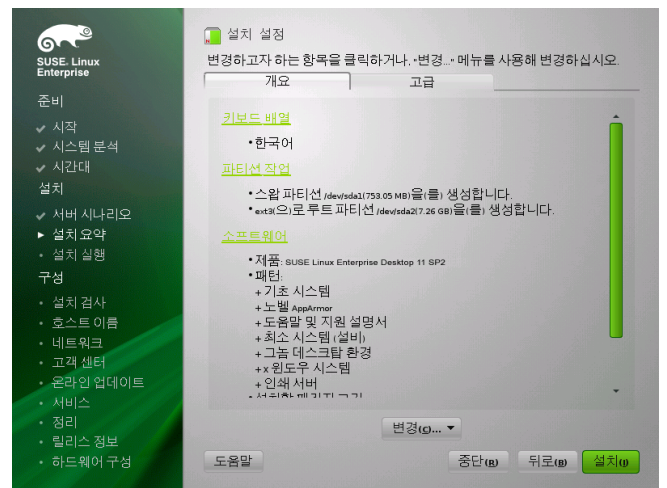 SUSE. Linux
Enterprise
준비
시작
시스템 분석
시간대
설치
서버 시나리오
설치 요약
설치 실행
구성
설치 검사
호스트 이름
네트워크
고객 센터
온라인 업데이트
서비스
정리
릴리스 정보
하드웨어 구성
설치 설정
변경하고자 하는 항목을 클릭하거나, "변경..." 메뉴를 사용해 변경하십시오.
개요
고급
키보드 배열
•한국어
파티션 작업
•스왑 파티션 /dev/sda1(753.05 MB)을(를) 생성합니다.
•ext3(으)로 루트 파티션 /dev/sda2(7.26 GB)을(를) 생성합니다.
소프트웨어
•제품: SUSE Linux Enterprise Desktop 11 SP2
•패턴:
+기초 시스템
+노벨 AppArmor
+도움말 및 지원 설명서
+최소 시스템 (설비)
+그놈 데스크탑 환경
+x 윈도우 시스템
+인쇄 서버
•설치할 패키지 크기
변경(C)...
도움말
중단(R)
뒤로(B)
설치(I)